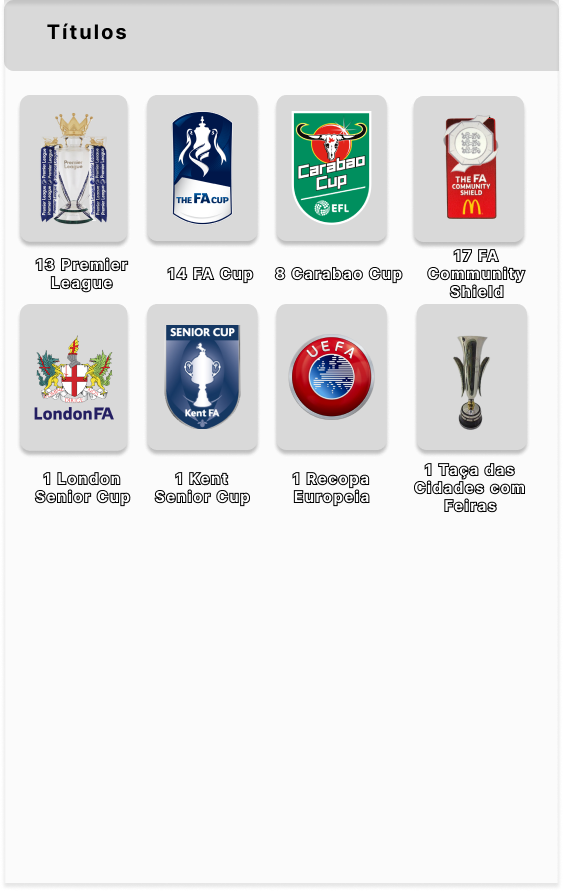 Títulos
Premier
League
THE FA CUP
Carabao
Cup
EFL
THE FA
COMMUNITY
SHIELD
13 Premier
League
14 FA Cup
8 Carabao Cup
17 FA
Community
Shield
LondonFA
SENIOR CUP
Kent FA
UEFA
1 London
Senior Cup
1 Kent
Senior Cup
1 Recopa
Europeia
1 Taça das
Cidades com
Feiras